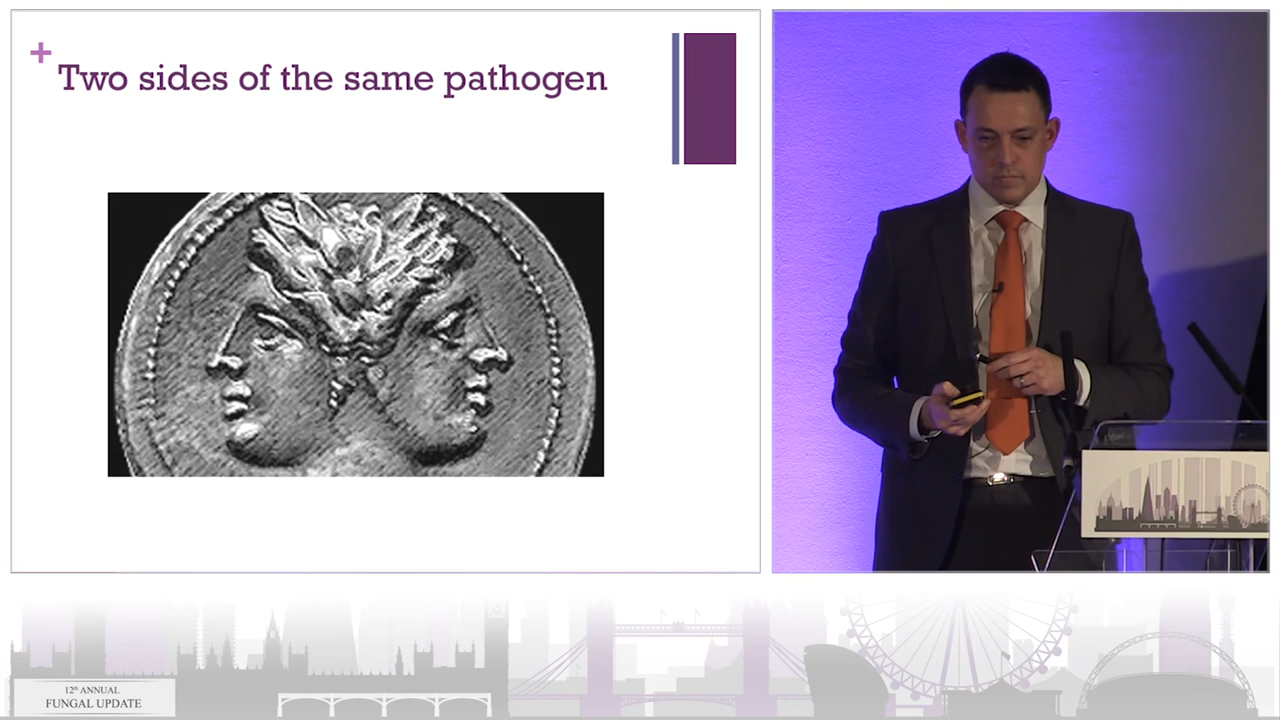 +
Two sides of the same pathogen
12th ANNUAL
FUNGAL UPDATE